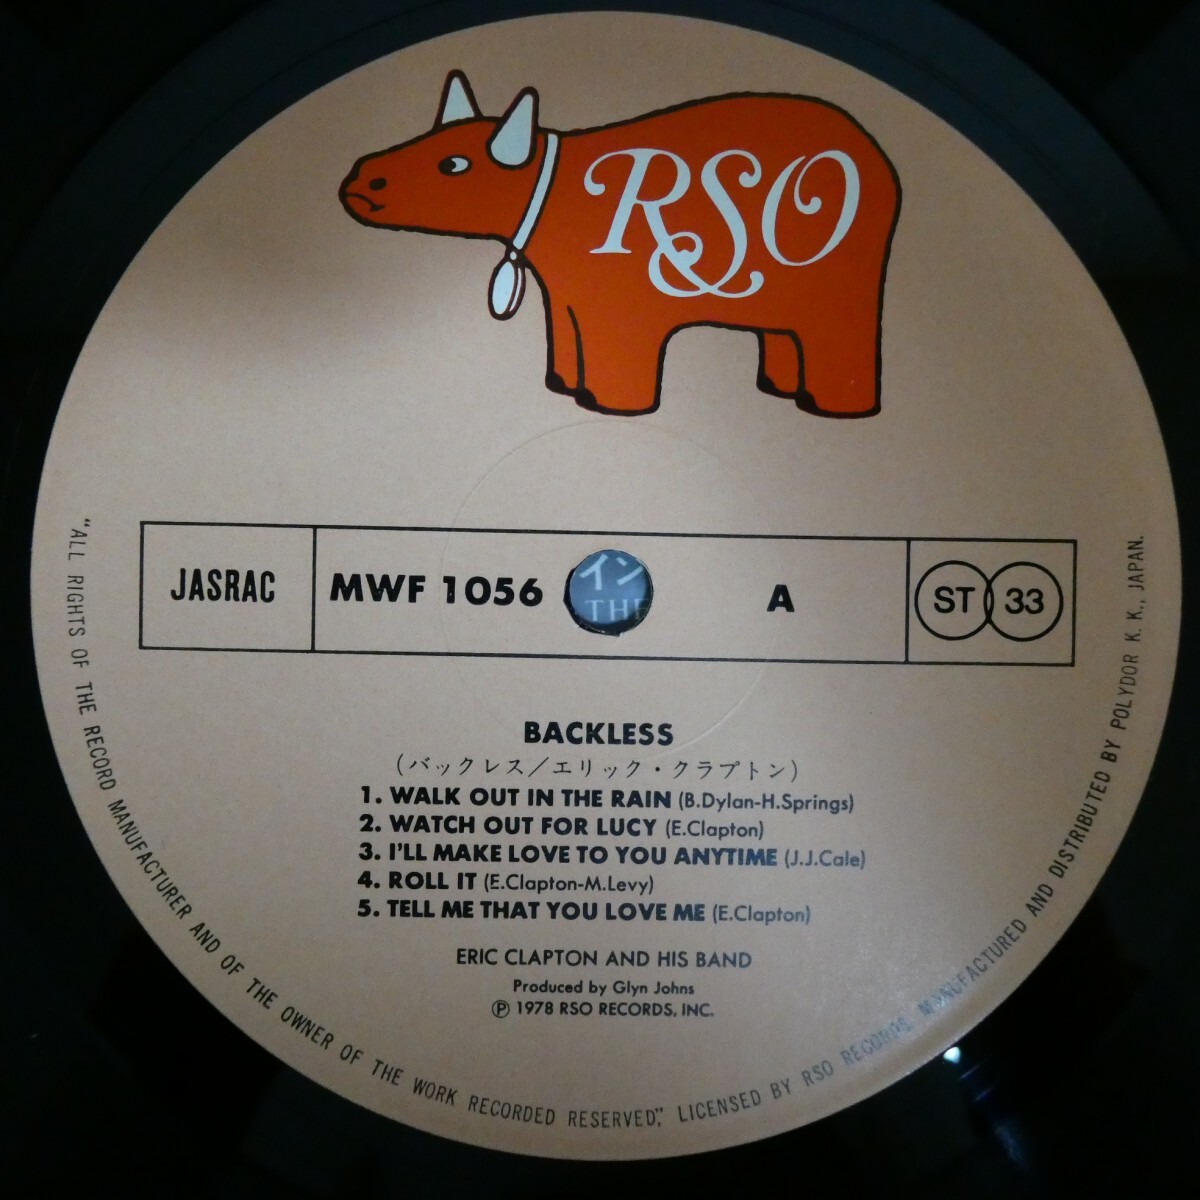 RSO
JASRAC
MWF 1056
イン
THE
A
ST 33
BACKLESS
(バックレス/エリック・クラプトン)
1. WALK OUT IN THE RAIN (B.Dylan-H.Springs)
2. WATCH OUT FOR LUCY (E.Clapton)
3. I'LL MAKE LOVE TO YOU ANYTIME (J.J.Cale)
4. ROLL IT (E.Clapton-M.Levy)
5. TELL ME THAT YOU LOVE ME (E.Clapton)
ERIC CLAPTON AND HIS BAND
Produced by Glyn Johns
Ⓟ 1978 RSO RECORDS, INC.
"ALL RIGHTS OF THE RECORD MANUFACTURER AND OF THE OWNER OF THE WORK RECORDED RESERVED," LICENSED BY RSO RECORDS. MANUFACTURED AND DISTRIBUTED BY POLYDOR K. K., JAPAN.